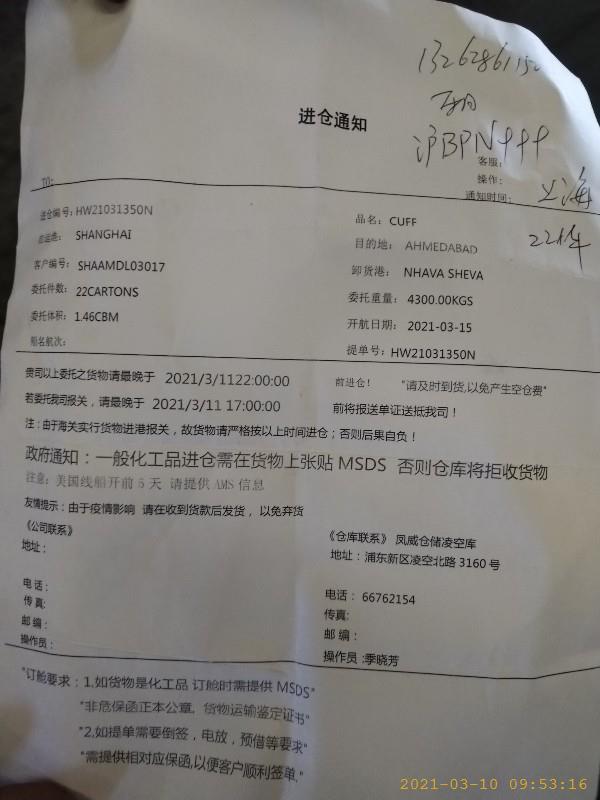 进仓通知
沪BPN
客服:
操作:
通知时间:
上海
22件
TO:
进仓编号: HW21031350N
品名: CUFF
起运港: SHANGHAI
目的地: AHMEDABAD
客户编号: SHAAMDL03017
卸货港: NHAVA SHEVA
委托件数: 22CARTONS
委托重量: 4300.00KGS
委托体积: 1.46CBM
开航日期: 2021-03-15
船名航次:
提单号: HW21031350N
贵司以上委托之货物请最晚于 2021/3/1122:00:00 前进仓! "请及时到货,以免产生空仓费"
若委托我司报关，请最晚于 2021/3/11 17:00:00 前将报送单证送抵我司！
注：由于海关实行货物进港报关，故货物请严格按以上时间进仓；否则后果自负！
政府通知：一般化工品进仓需在货物上张贴 MSDS 否则仓库将拒收货物
注意：美国线船开前 6 天 请提供 AMS 信息
友情提示：由于疫情影响 请在收到货款后发货，以免弃货
《公司联系》
地址：
电话：
传真:
邮编：
操作员：
《仓库联系》 凤威仓储凌空库
地址：浦东新区凌空北路 3160 号
电话： 66762154
传真:
邮编：
操作员 :季晓芳
"订舱要求：1.如货物是化工品 订舱时需提供 MSDS"
"非危保函正本公章. 货物运输鉴定证书"
"2.如提单需要倒签，电放，预借等要求"
"需提供相对应保函,以便客户顺利签单."
2021-03-10 09:53:16